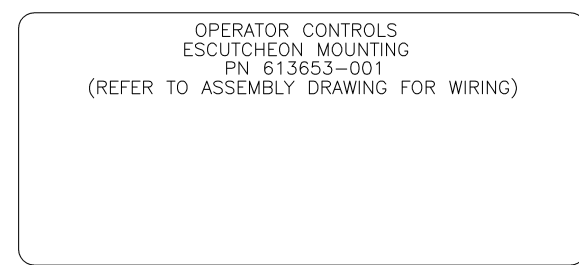 OPERATOR CONTROLS
ESCUTCHEON MOUNTING
PN 613653-001
(REFER TO ASSEMBLY DRAWING FOR WIRING)